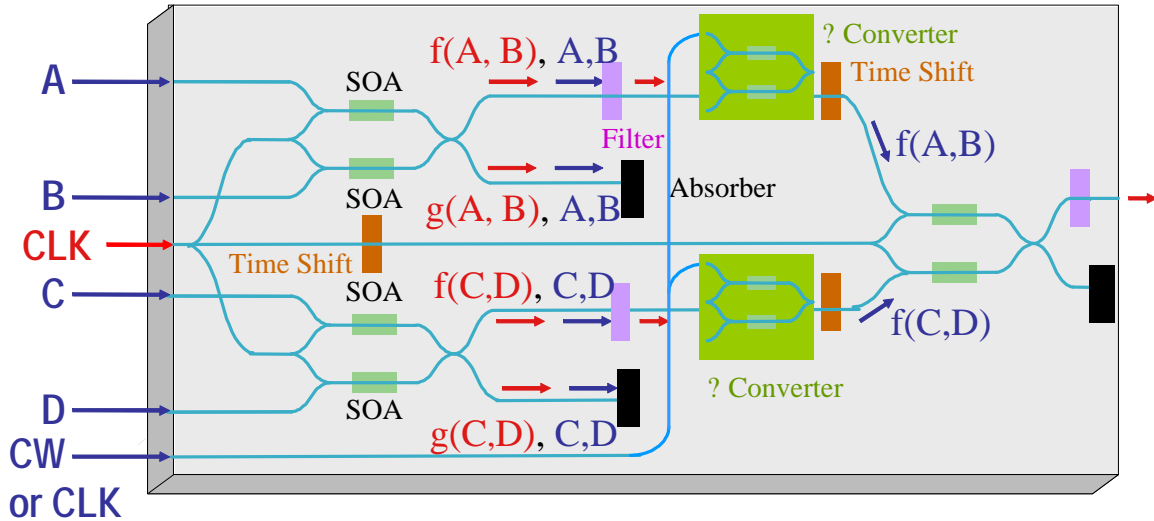 A
B
CLK
C
D
CW
or CLK
SOA
SOA
Time Shift
SOA
SOA
f(A, B), A,B
Filter
g(A, B), A,B
Absorber
f(C,D), C,D
g(C,D), C,D
? Converter
Time Shift
f(A,B)
f(C,D)
? Converter